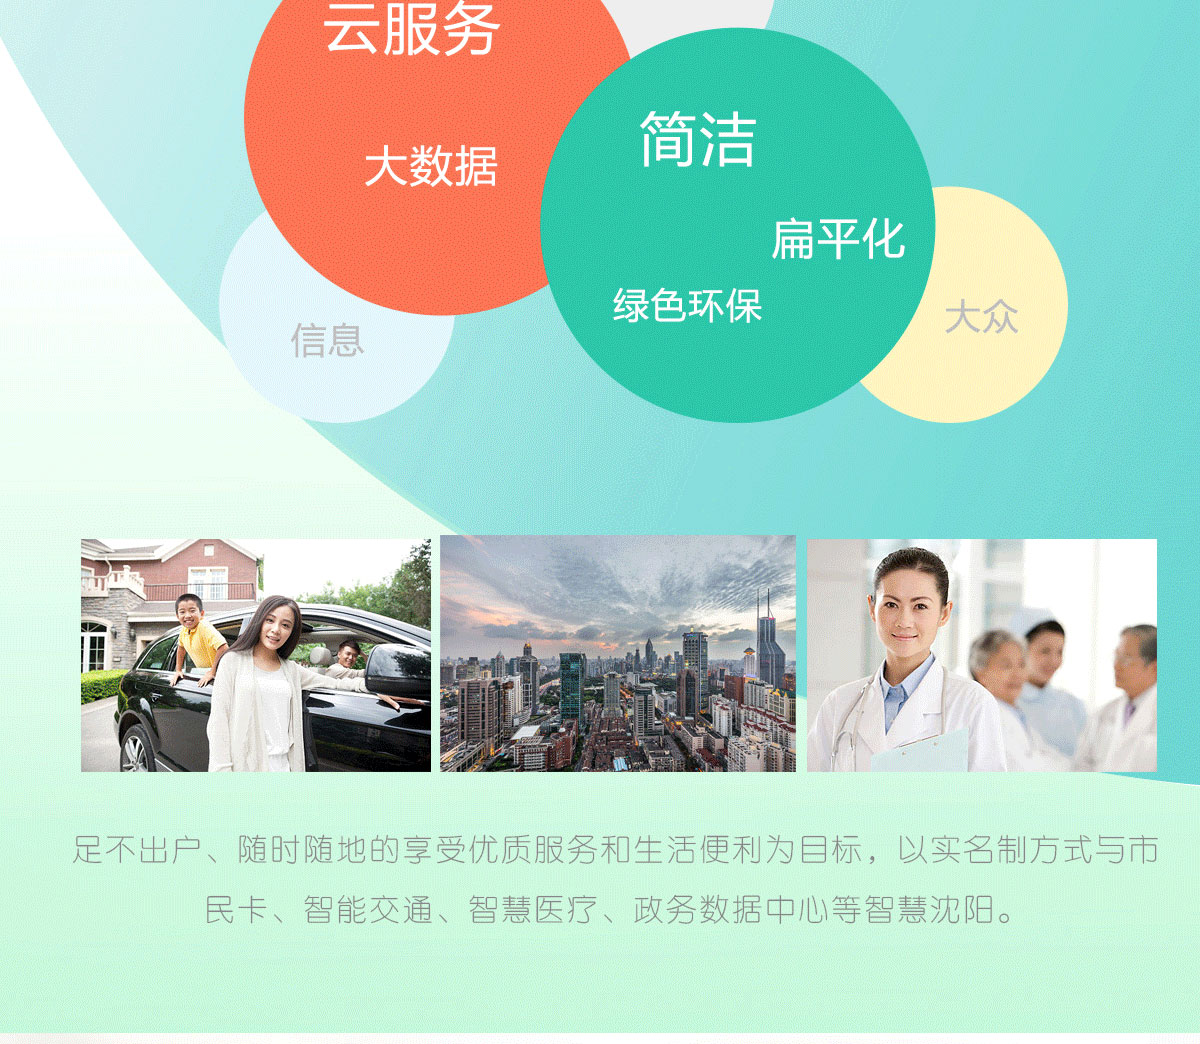 云服务
大数据
简洁
扁平化
绿色环保
信息
大众
足不出户、随时随地的享受优质服务和生活便利为目标，以实名制方式与市
民卡、智能交通、智慧医疗、政务数据中心等智慧沈阳。